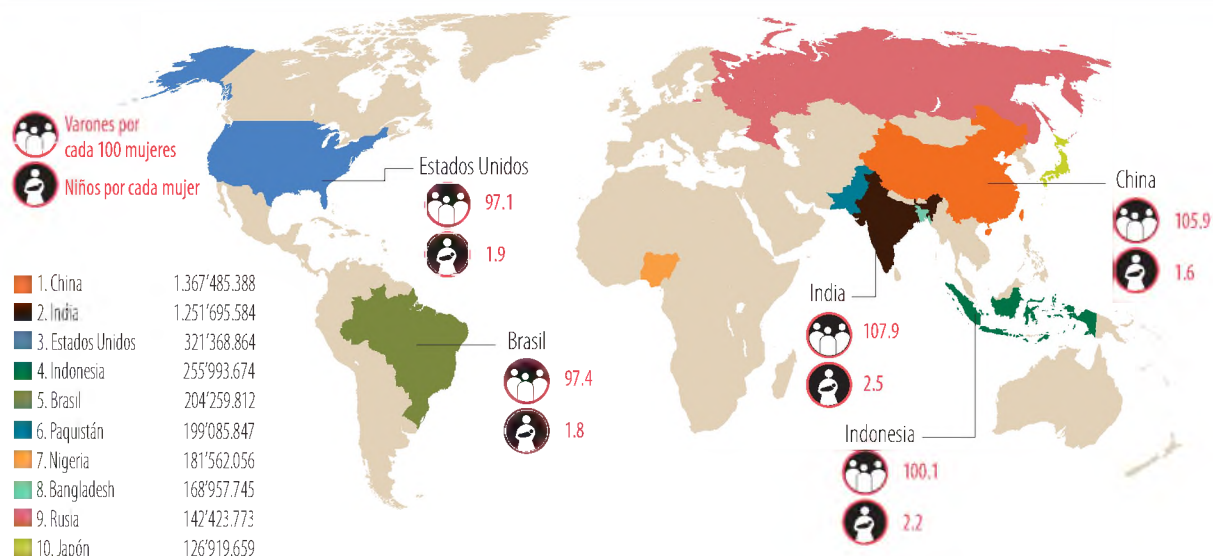 Varones por
cada 100 mujeres
Niños por cada mujer
Estados Unidos
97.1
1.9
China
105.9
1.6
India
107.9
2.5
Brasil
97.4
1.8
Indonesia
100.1
2.2
1. China 1.367'485.388
2. India 1.251'695.584
3. Estados Unidos 321'368.864
4. Indonesia 255'993.674
5. Brasil 204'259.812
6. Paquistán 199'085.847
7. Nigeria 181'562.056
8. Bangladesh 168'957.745
9. Rusia 142'423.773
10. Japón 126'919.659